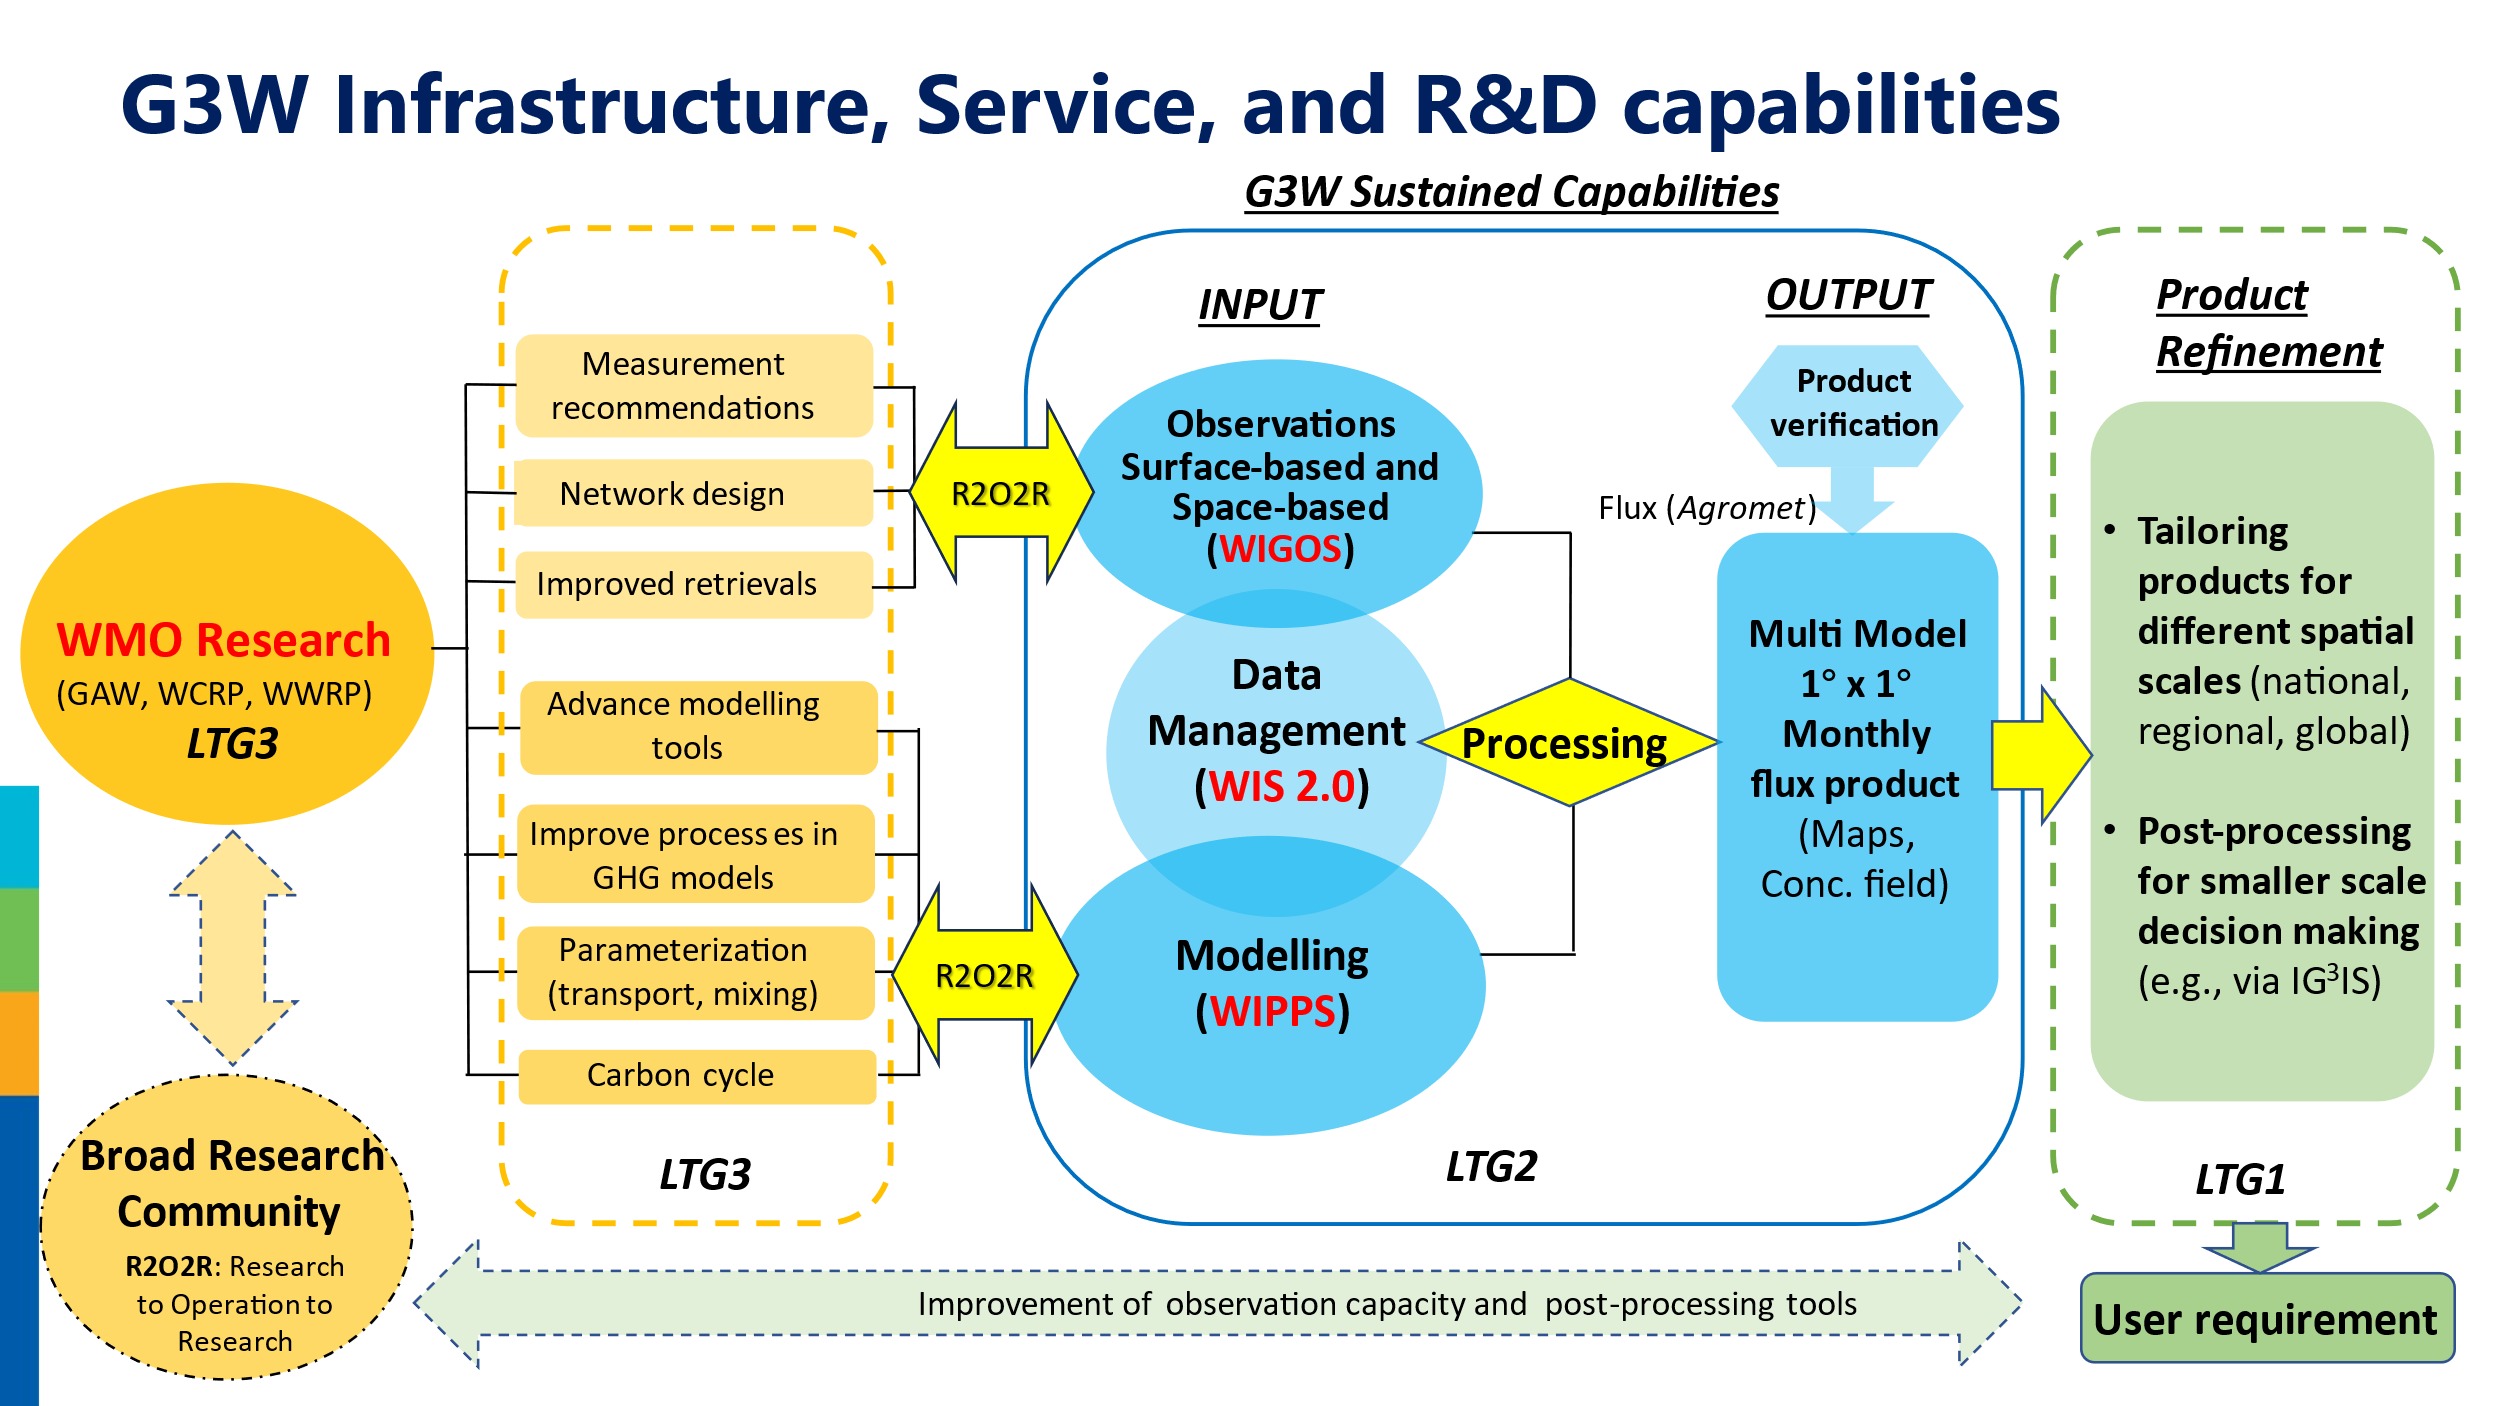 G3W Infrastructure, Service, and R&D capabilities
G3W Sustained Capabilities
WMO Research
(GAW, WCRP, WWRP)
LTG3
Broad Research
Community
R2O2R: Research
to Operation to
Research
Measurement
recommendations
Network design
Improved retrievals
Advance modelling
tools
Improve process es in
GHG models
Parameterization
(transport, mixing)
Carbon cycle
LTG3
R2O2R
R2O2R
INPUT
Observations
Surface-based and
Space-based
(WIGOS)
Data
Management
(WIS 2.0)
Modelling
(WIPPS)
Processing
LTG2
OUTPUT
Product
verification
Flux (Agromet)
Multi Model
1° x 1°
Monthly
flux product
(Maps,
Conc. field)
Product
Refinement
• Tailoring
products for
different spatial
scales (national,
regional, global)
• Post-processing
for smaller scale
decision making
(e.g., via IG³IS)
LTG1
User requirement
Improvement of observation capacity and post-processing tools